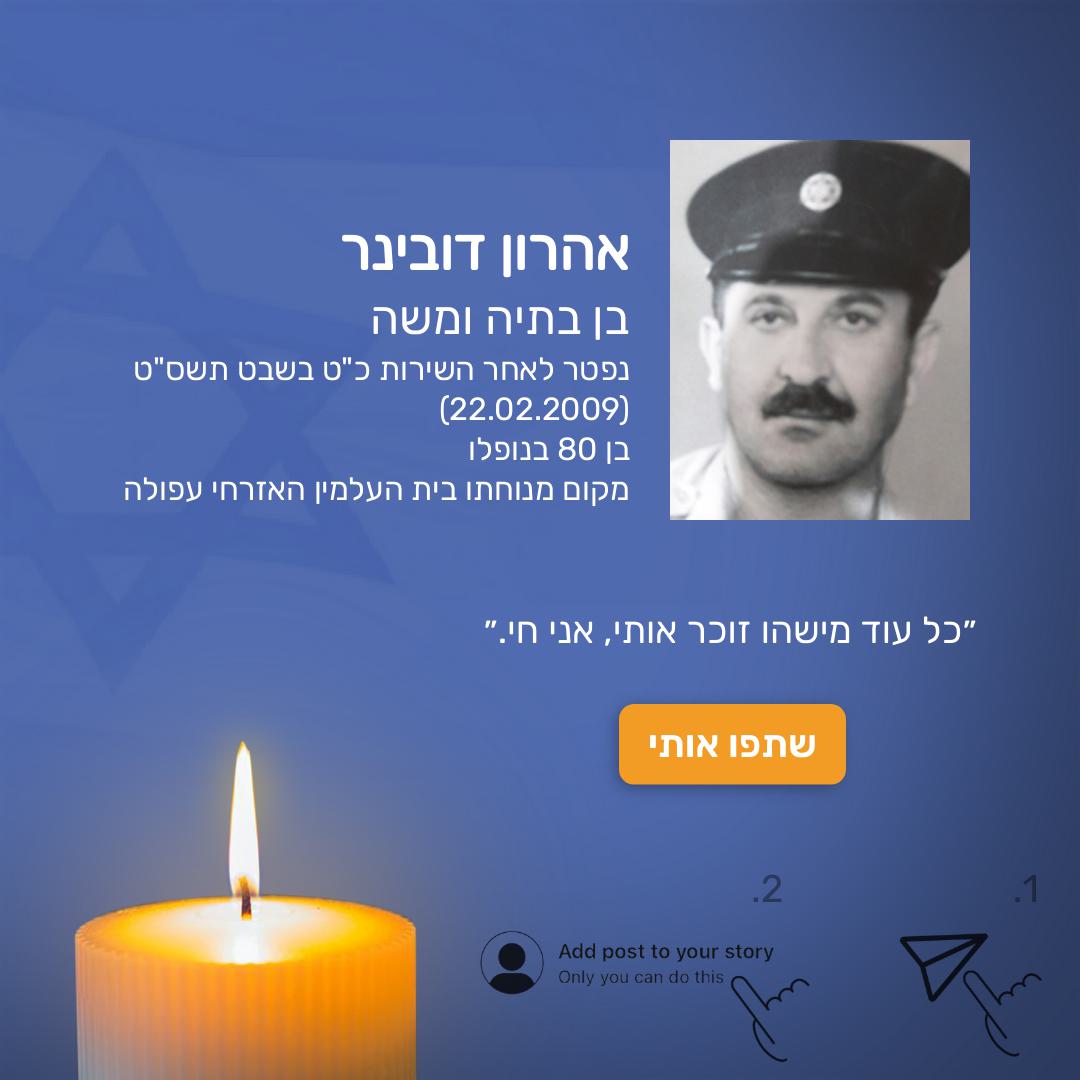 אהרון דובינר
בן בתיה ומשה
נפטר לאחר השירות כ"ט בשבט תשס"ט
(22.02.2009)
בן 80 בנופלו
מקום מנוחתו בית העלמין האזרחי עפולה
״כל עוד מישהו זוכר אותי, אני חי.״
שתפו אותי
.1
.2
Add post to your story
Only you can do this